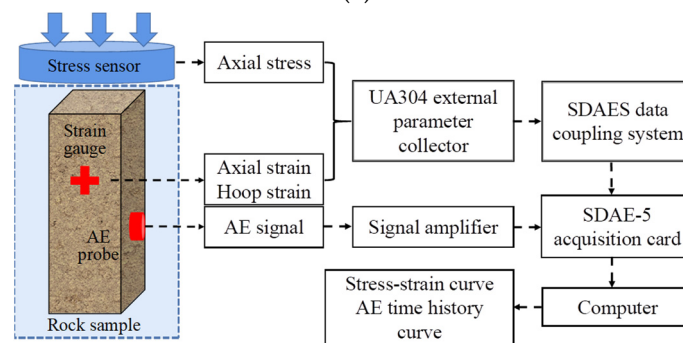 Stress sensor
Axial stress
UA304 external
parameter
collector
SDAES data
coupling system
Strain
gauge
Axial strain
Hoop strain
AE
probe
AE signal
Signal amplifier
SDAE-5
acquisition card
Stress-strain curve
AE time history
curve
Computer
Rock sample